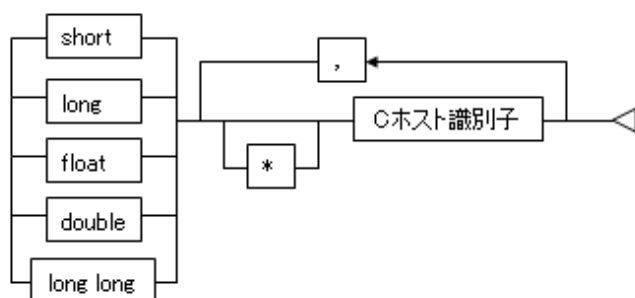 short
,
long
Cホスト識別子
*
float
double
long long